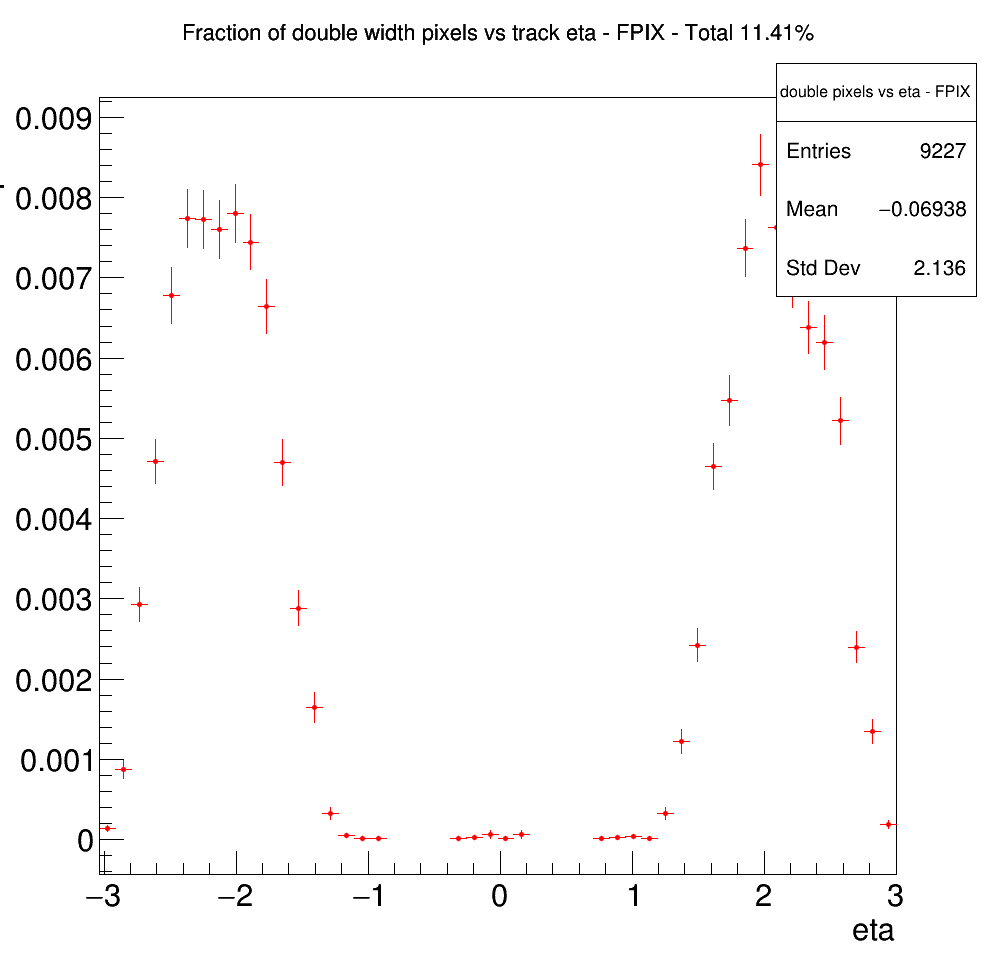 Fraction of double width pixels vs track eta - FPIX - Total 11.41%
double pixels vs eta - FPIX
Entries 9227
Mean −0.06938
Std Dev 2.136
0.009
0.008
0.007
0.006
0.005
0.004
0.003
0.002
0.001
0
−3 −2 −1 0 1 2 3
eta